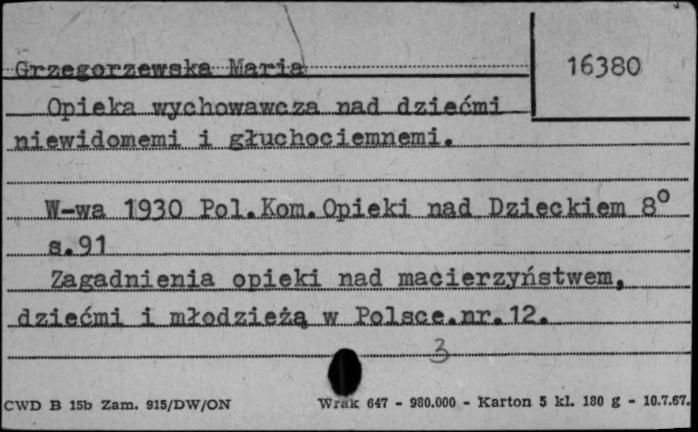 Grzegorzewska Maria
16380
Opieka wychowawcza nad dziećmi
niewidomemi i głuchociemnemi.
W-wa 1930 Pol.Kom.Opieki nad Dzieckiem 8º
s.91
Zagadnienia opieki nad macierzyństwem,
dziećmi i młodzieżą w Polsce.nr.12.
3
CWD B 15b Zam. 915/DW/ON Wrak 647 - 980.000 - Karton 5 kl. 180 g - 10.7.67.